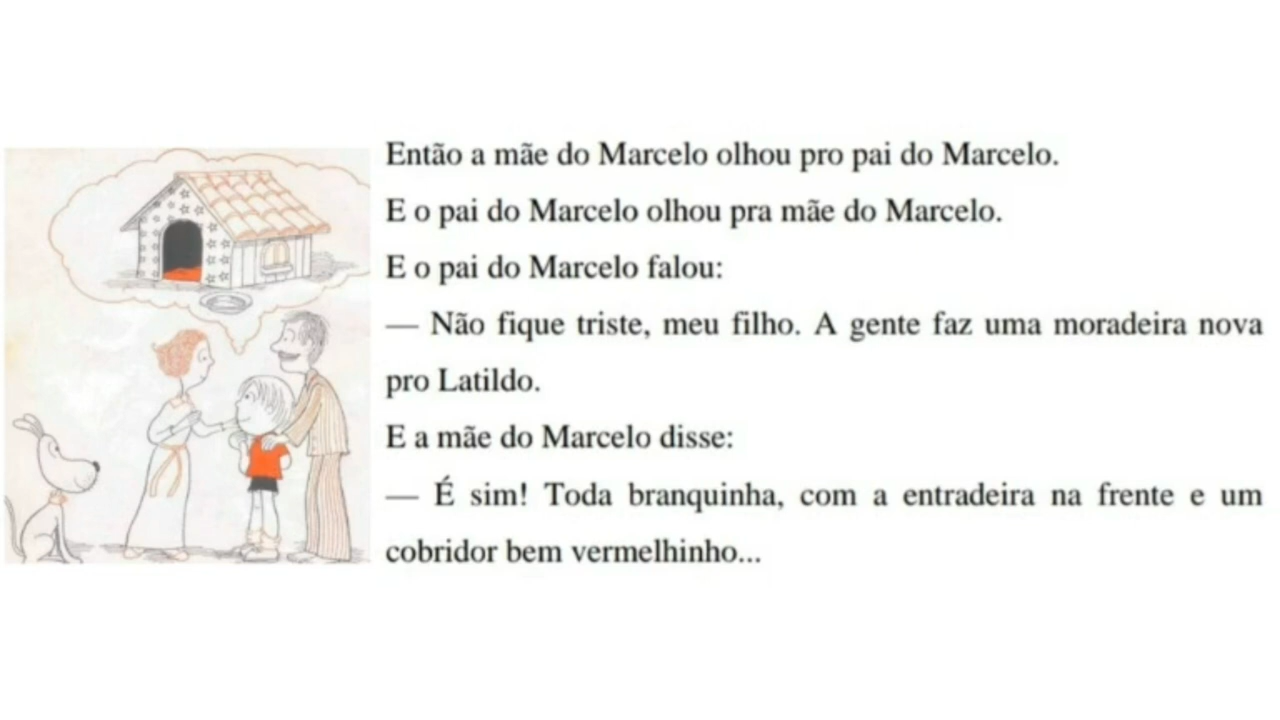 Então a mãe do Marcelo olhou pro pai do Marcelo.
E o pai do Marcelo olhou pra mãe do Marcelo.
E o pai do Marcelo falou:
— Não fique triste, meu filho. A gente faz uma moradeira nova
pro Latildo.
E a mãe do Marcelo disse:
— É sim! Toda branquinha, com a entradeira na frente e um
cobridor bem vermelhinho...